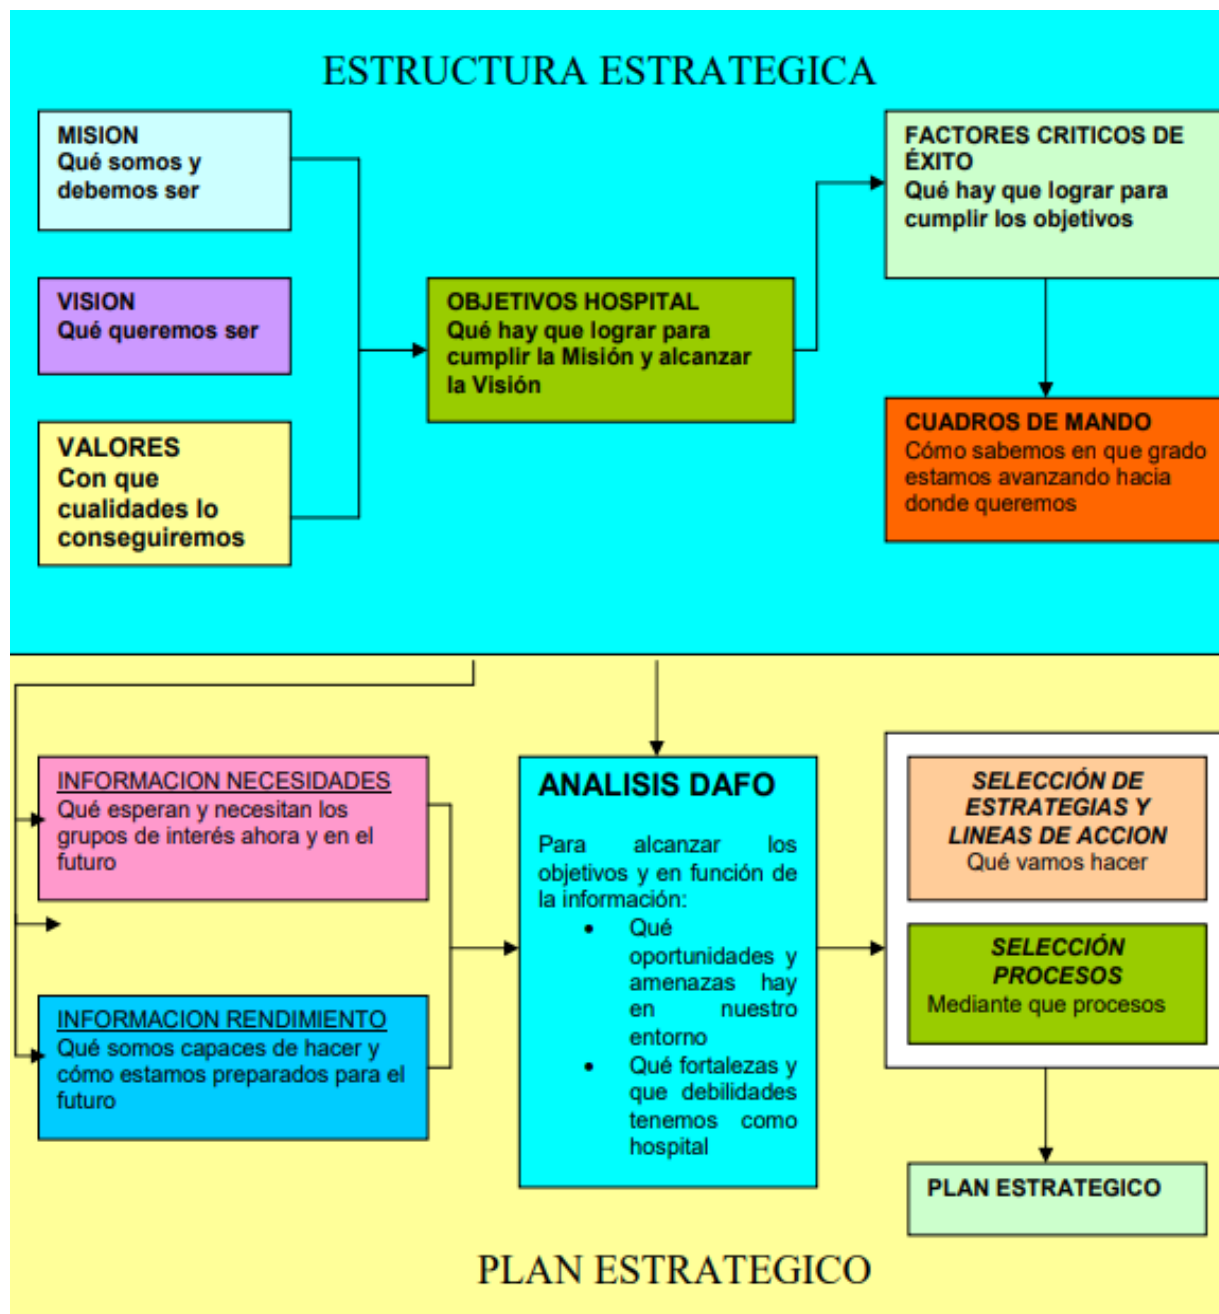 ESTRUCTURA ESTRATEGICA
MISION
Qué somos y
debemos ser
VISION
Qué queremos ser
VALORES
Con que
cualidades lo
conseguiremos
OBJETIVOS HOSPITAL
Qué hay que lograr para
cumplir la Misión y alcanzar
la Visión
FACTORES CRITICOS DE
ÉXITO
Qué hay que lograr para
cumplir los objetivos
CUADROS DE MANDO
Cómo sabemos en que grado
estamos avanzando hacia
donde queremos
INFORMACION NECESIDADES
Qué esperan y necesitan los
grupos de interés ahora y en el
futuro
INFORMACION RENDIMIENTO
Qué somos capaces de hacer y
cómo estamos preparados para el
futuro
ANALISIS DAFO
Para alcanzar los
objetivos y en función de
la información:
• Qué
oportunidades y
amenazas hay
en nuestro
entorno
• Qué fortalezas y
que debilidades
tenemos como
hospital
SELECCIÓN DE
ESTRATEGIAS Y
LINEAS DE ACCION
Qué vamos hacer
SELECCIÓN
PROCESOS
Mediante que procesos
PLAN ESTRATEGICO
PLAN ESTRATEGICO